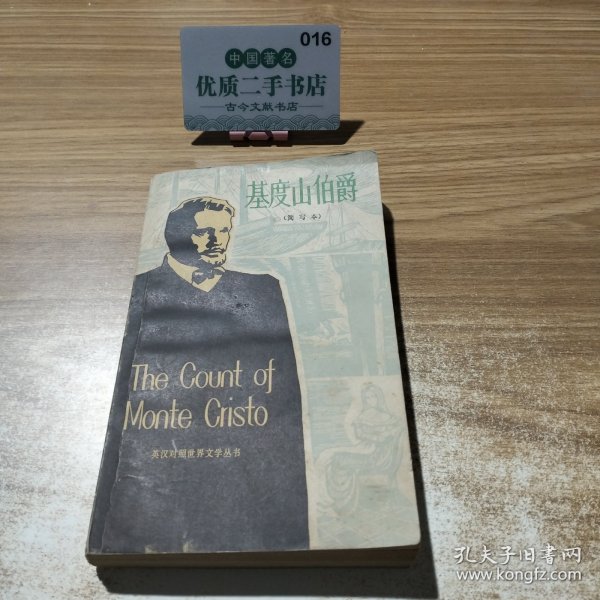 016
中国著名
优质二手书店
古今文献书店
基度山伯爵
(简写本)
The Count of
Monte Cristo
英汉对照世界文学丛书
孔夫子旧书网
www.kongfz.com